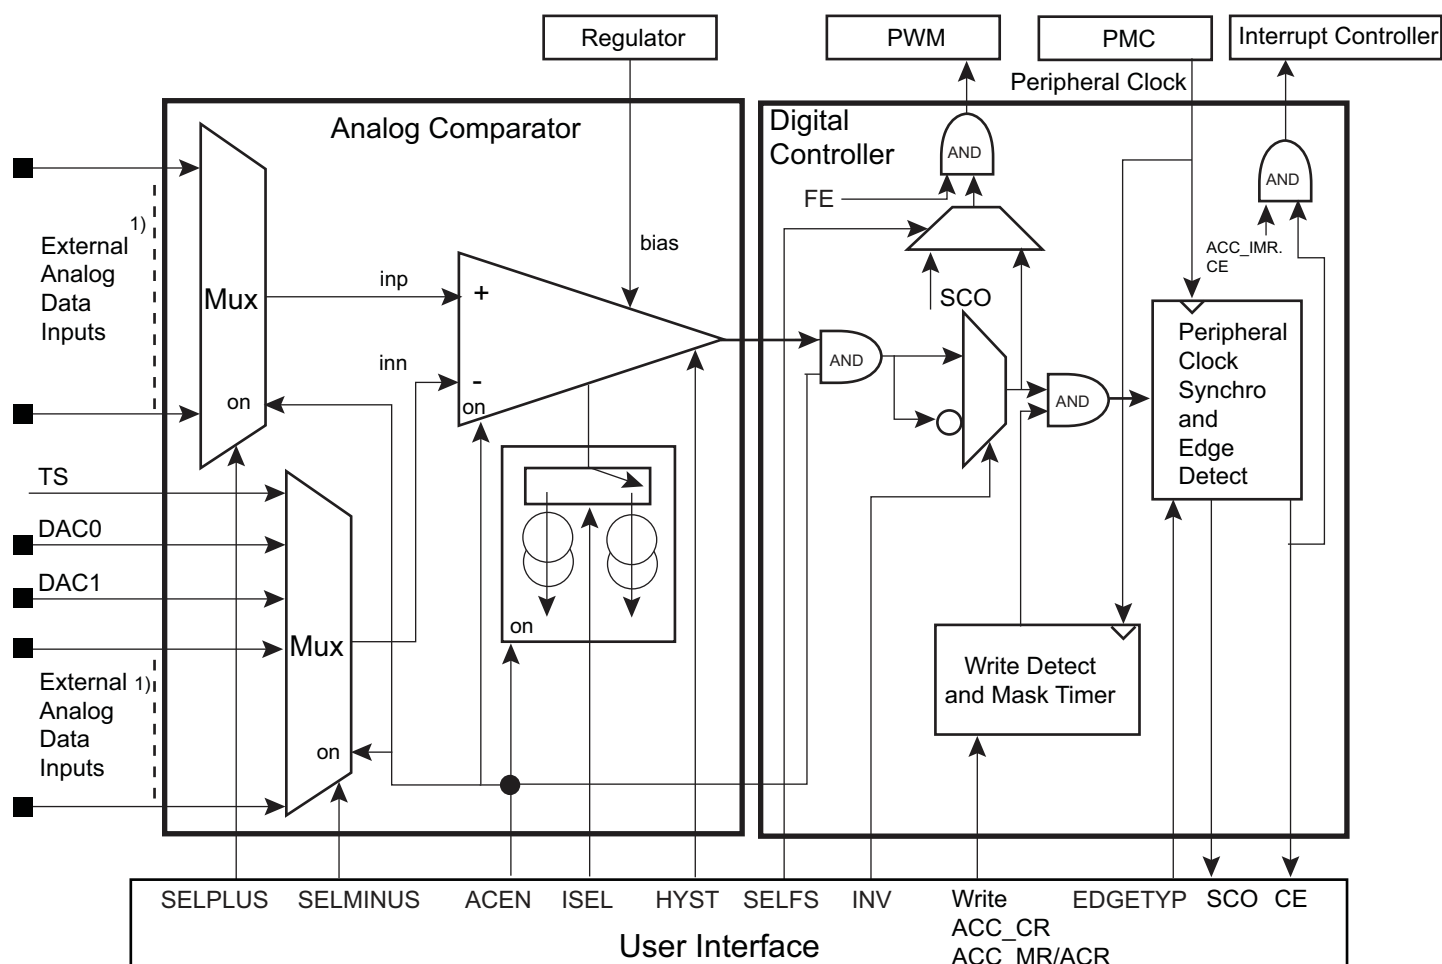 Regulator
PWM
PMC
Interrupt Controller
Peripheral Clock
Analog Comparator
Digital
Controller
AND
AND
FE
1)
External
Analog
Data
Inputs
Mux
inp
+
bias
ACC_IMR.
CE
SCO
inn
-
on
on
AND
AND
Peripheral
Clock
Synchro
and
Edge
Detect
TS
DAC0
DAC1
on
Mux
External 1)
Analog
Data
Inputs
on
Write Detect
and Mask Timer
SELPLUS
SELMINUS
ACEN
ISEL
HYST
SELFS
INV
Write
ACC_CR
ACC_MR/ACR
EDGETYP
SCO
CE
User Interface